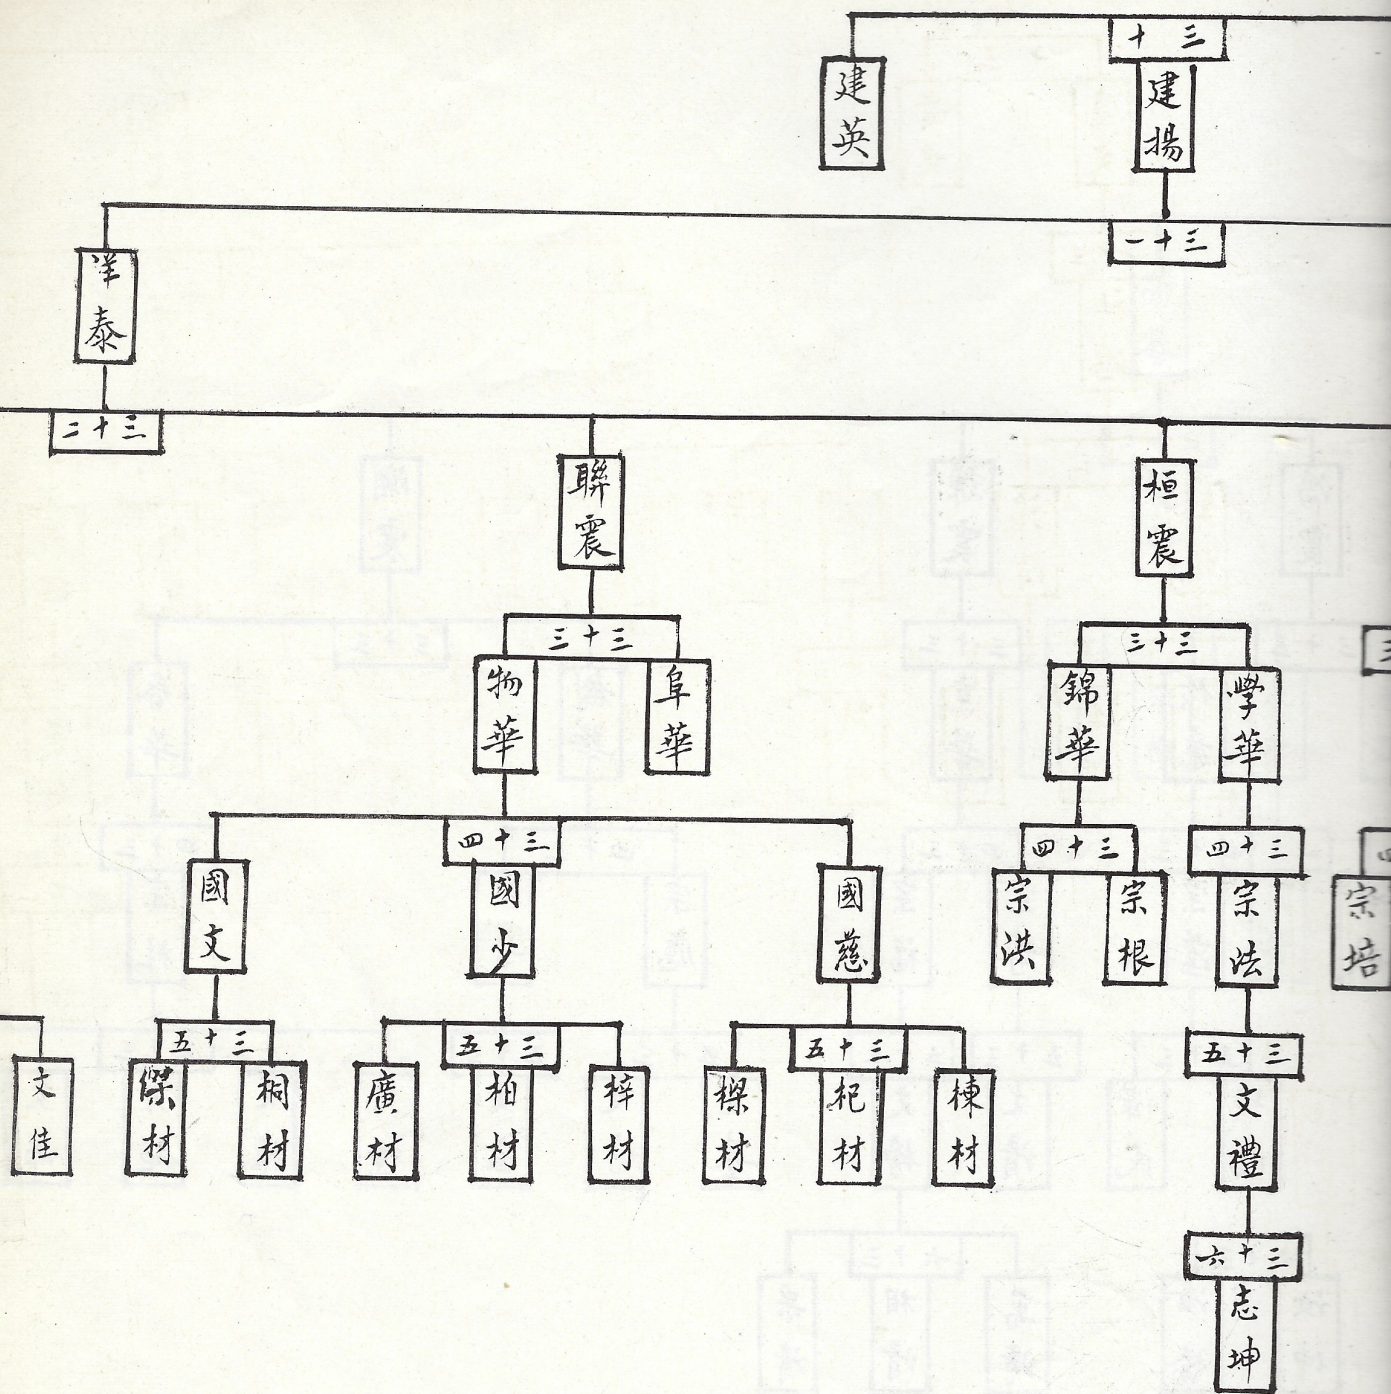 三十
建揚
建英
三十一
泰
三十二
桓震
聯震
三十三
三十三
學華
錦華
阜華
物華
三十四
三十四
三十四
宗培
宗法
宗根
宗洪
國慈
國少
國文
三十五
三十五
三十五
三十五
文禮
棟材
杞材
樑材
梓材
柏材
廣材
桐材
傑材
文佳
三十六
志坤